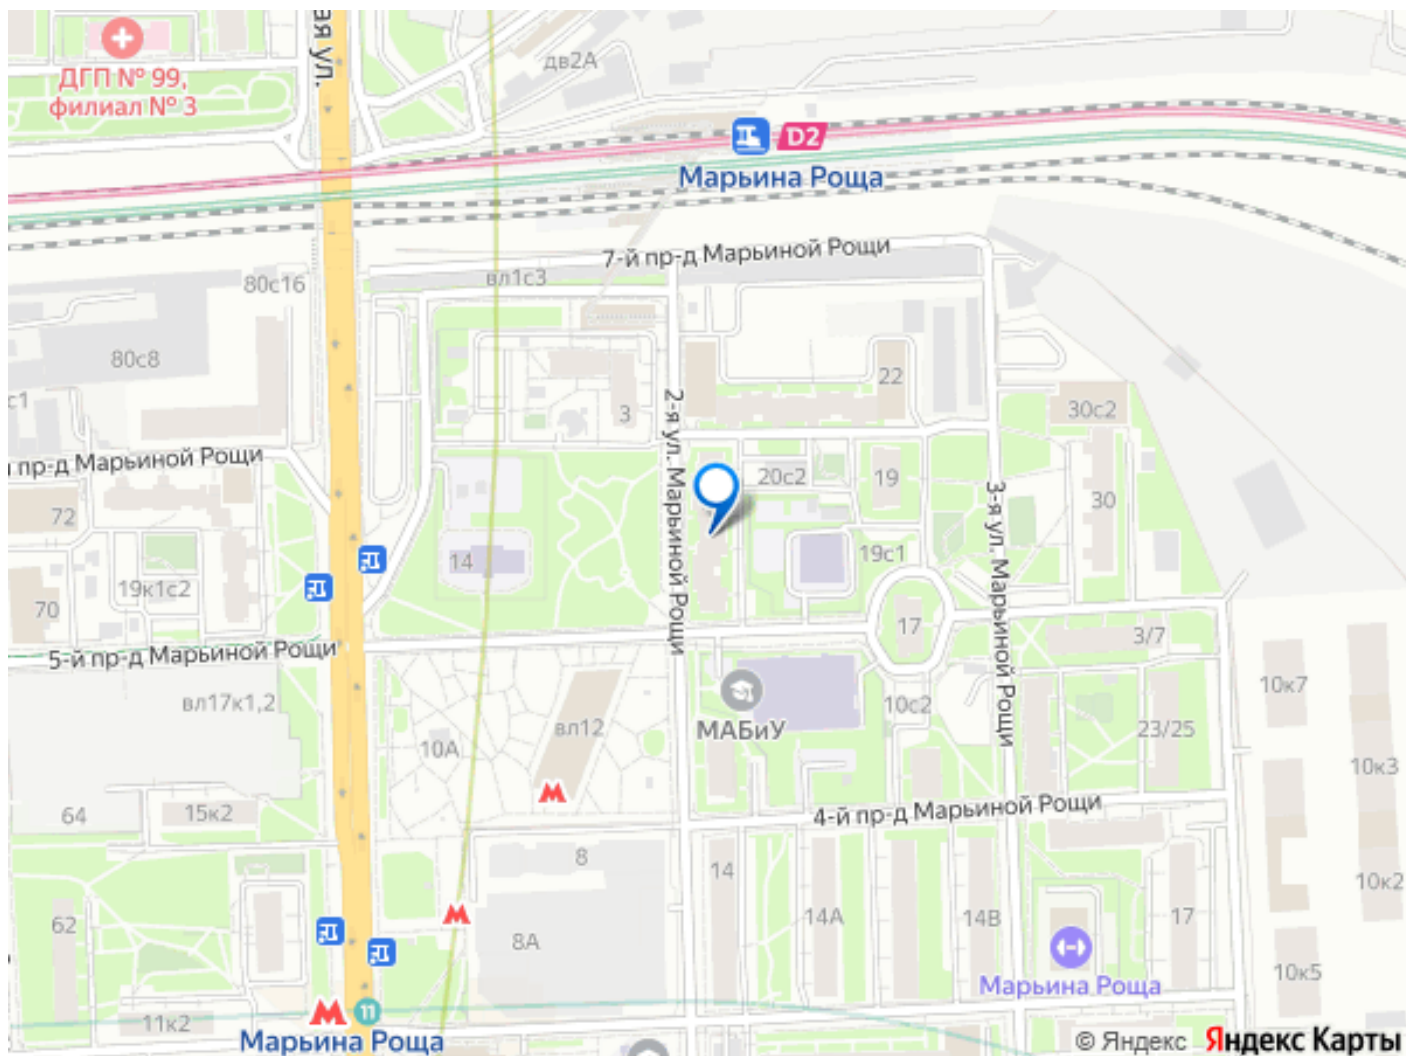 ая ул.
ДГП № 99,
филиал № 3
дв2А
D2
Марьина Роща
7-й пр-д Марьиной Рощи
вл1с3
80с16
80с8
с1
3
22
30с2
2-я ул. Марьиной Рощи
пр-д Марьиной Рощи
20с2
19
30
3-я ул. Марьиной Рощи
72
14
19с1
19к1с2
70
17
3/7
5-й пр-д Марьиной Рощи
10к7
вл17к1,2
МАБиУ
10с2
вл12
10А
23/25
10к3
64
15к2
4-й пр-д Марьиной Рощи
8
14
10к2
62
14А
14В
17
8А
10к5
Марьина Роща
11
11к2
Марьина Роща
© Яндекс Яндекс Карты